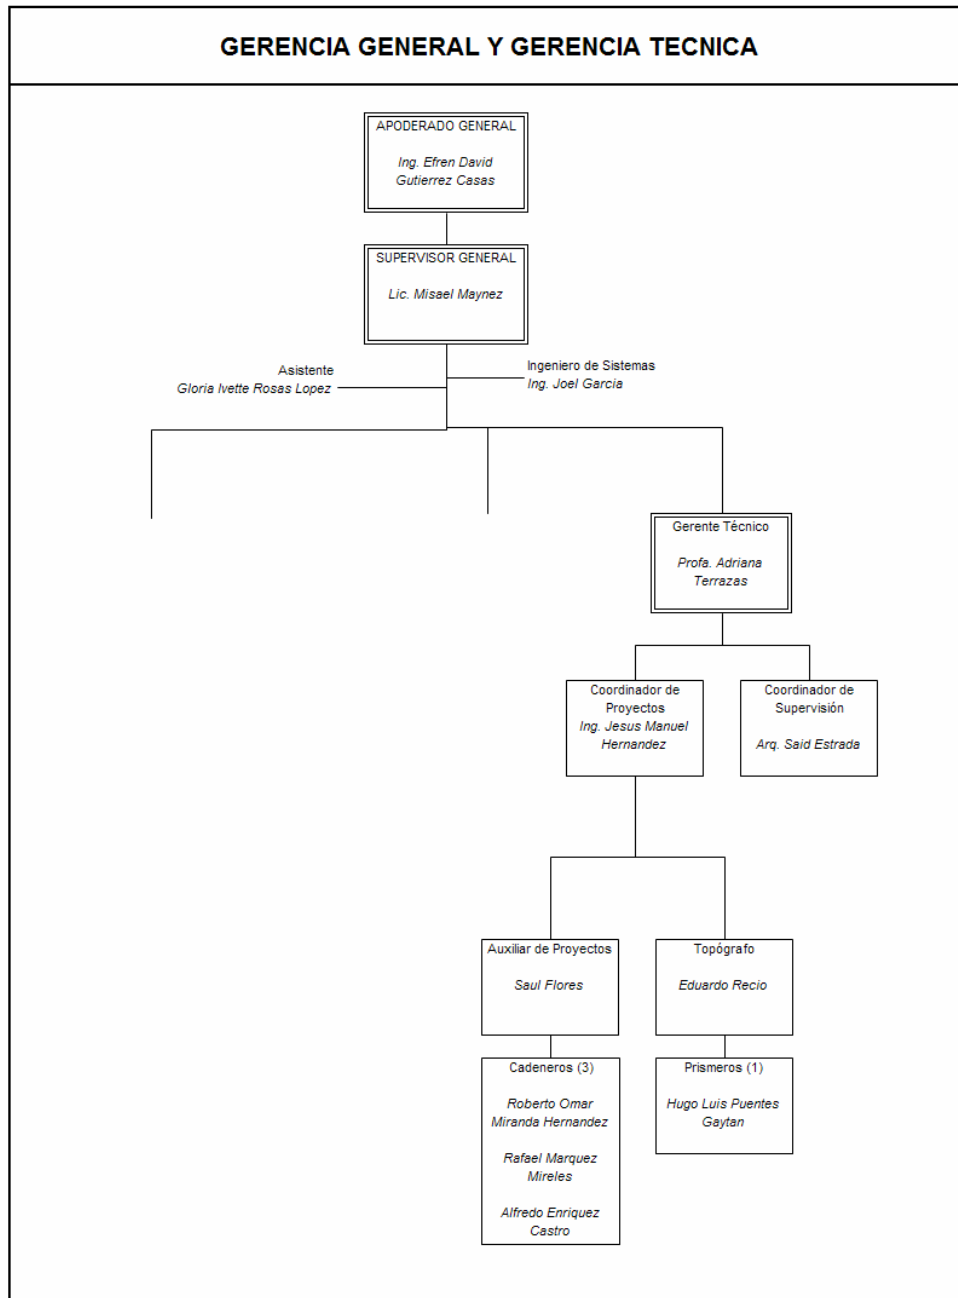 GERENCIA GENERAL Y GERENCIA TECNICA
APODERADO GENERAL
Ing. Efren David
Gutierrez Casas
SUPERVISOR GENERAL
Lic. Misael Maynez
Asistente
Gloria Ivette Rosas Lopez
Ingeniero de Sistemas
Ing. Joel Garcia
Gerente Técnico
Profa. Adriana
Terrazas
Coordinador de
Proyectos
Ing. Jesus Manuel
Hernandez
Coordinador de
Supervisión
Arq. Said Estrada
Auxiliar de Proyectos
Saul Flores
Topógrafo
Eduardo Recio
Cadeneros (3)
Roberto Omar
Miranda Hernandez
Rafael Marquez
Mireles
Alfredo Enriquez
Castro
Prismeros (1)
Hugo Luis Puentes
Gaytan